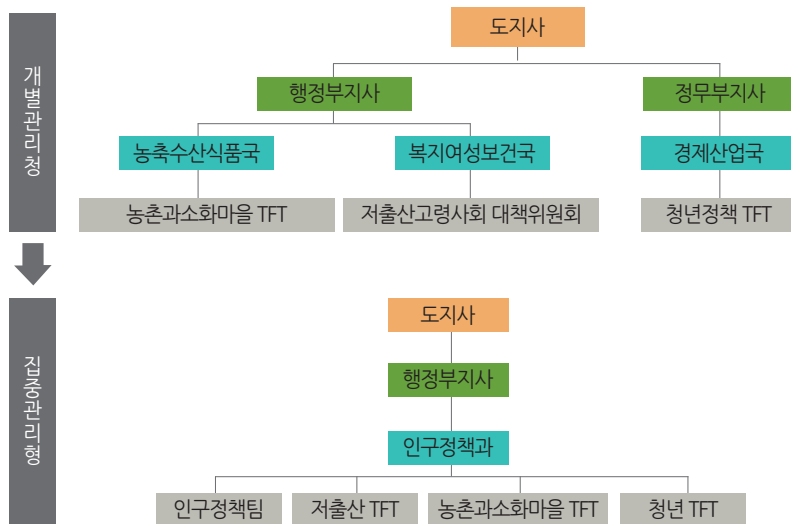 개별관리청
도지사
행정부지사
정무부지사
농축수산식품국
복지여성보건국
경제산업국
농촌과소화마을 TFT
저출산고령사회 대책위원회
청년정책 TFT
집중관리형
도지사
행정부지사
인구정책과
인구정책팀
저출산 TFT
농촌과소화마을 TFT
청년 TFT